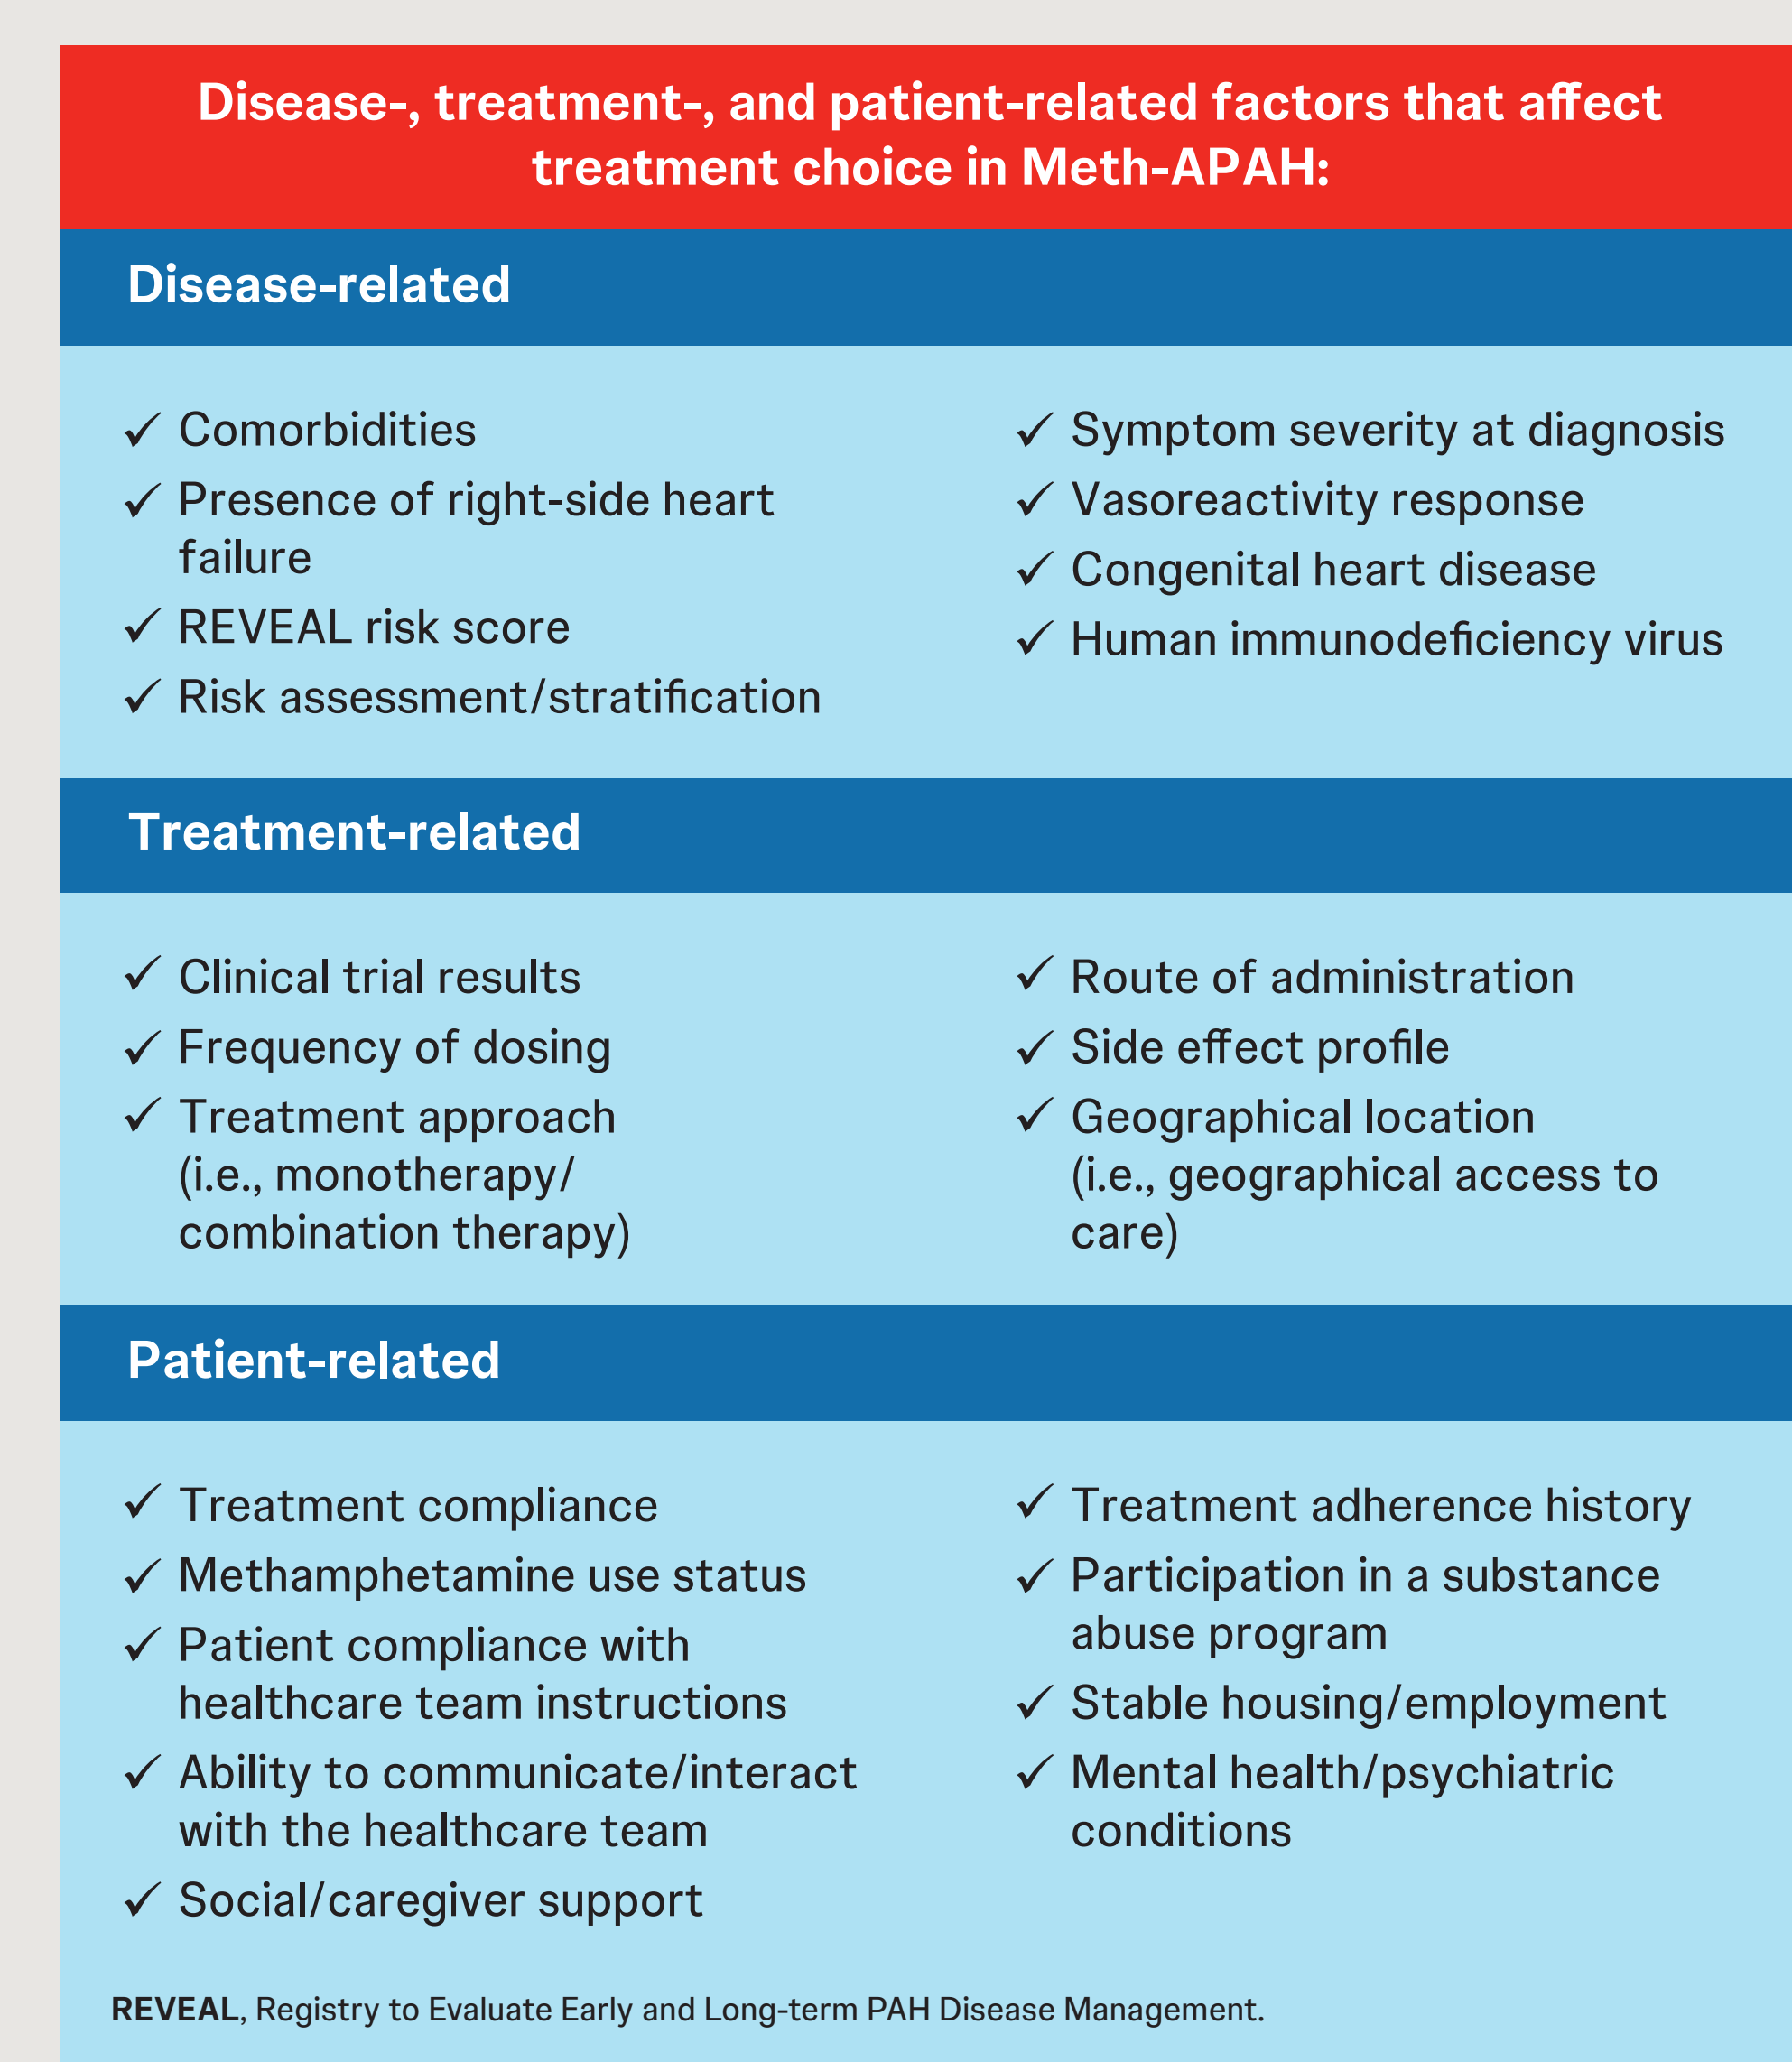 Disease-, treatment-, and patient-related factors that affect
treatment choice in Meth-APAH:
Disease-related
✓ Comorbidities
✓ Presence of right-side heart
failure
✓ REVEAL risk score
✓ Risk assessment/stratification
✓ Symptom severity at diagnosis
✓ Vasoreactivity response
✓ Congenital heart disease
✓ Human immunodeficiency virus
Treatment-related
✓ Clinical trial results
✓ Frequency of dosing
✓ Treatment approach
(i.e., monotherapy/
combination therapy)
✓ Route of administration
✓ Side effect profile
✓ Geographical location
(i.e., geographical access to
care)
Patient-related
✓ Treatment compliance
✓ Methamphetamine use status
✓ Patient compliance with
healthcare team instructions
✓ Ability to communicate/interact
with the healthcare team
✓ Social/caregiver support
✓ Treatment adherence history
✓ Participation in a substance
abuse program
✓ Stable housing/employment
✓ Mental health/psychiatric
conditions
REVEAL, Registry to Evaluate Early and Long-term PAH Disease Management.